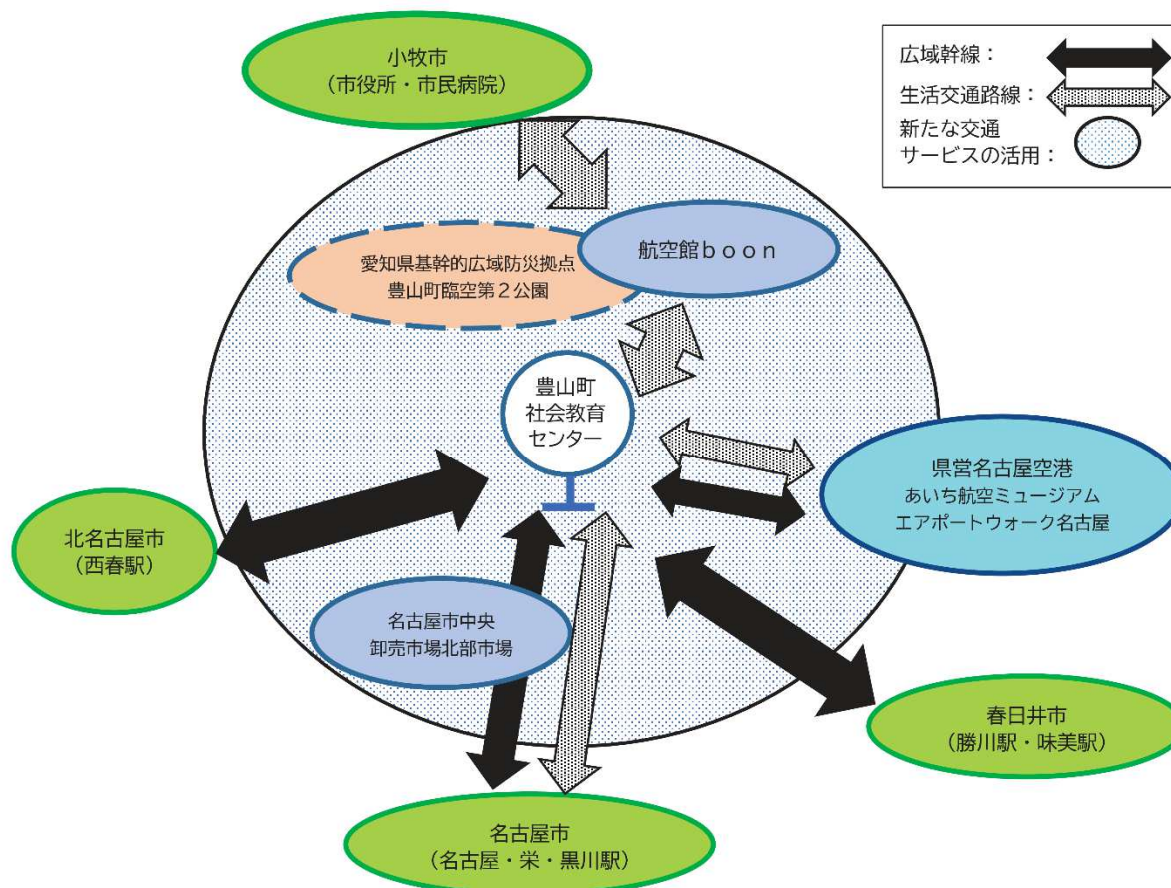 小牧市
(市役所・市民病院)
広域幹線：
生活交通路線：
新たな交通
サービスの活用：
愛知県基幹的広域防災拠点
豊山町臨空第２公園
航空館ｂｏｏｎ
豊山町
社会教育
センター
県営名古屋空港
あいち航空ミュージアム
エアポートウォーク名古屋
北名古屋市
(西春駅)
名古屋市中央
卸売市場北部市場
春日井市
(勝川駅・味美駅)
名古屋市
(名古屋・栄・黒川駅)